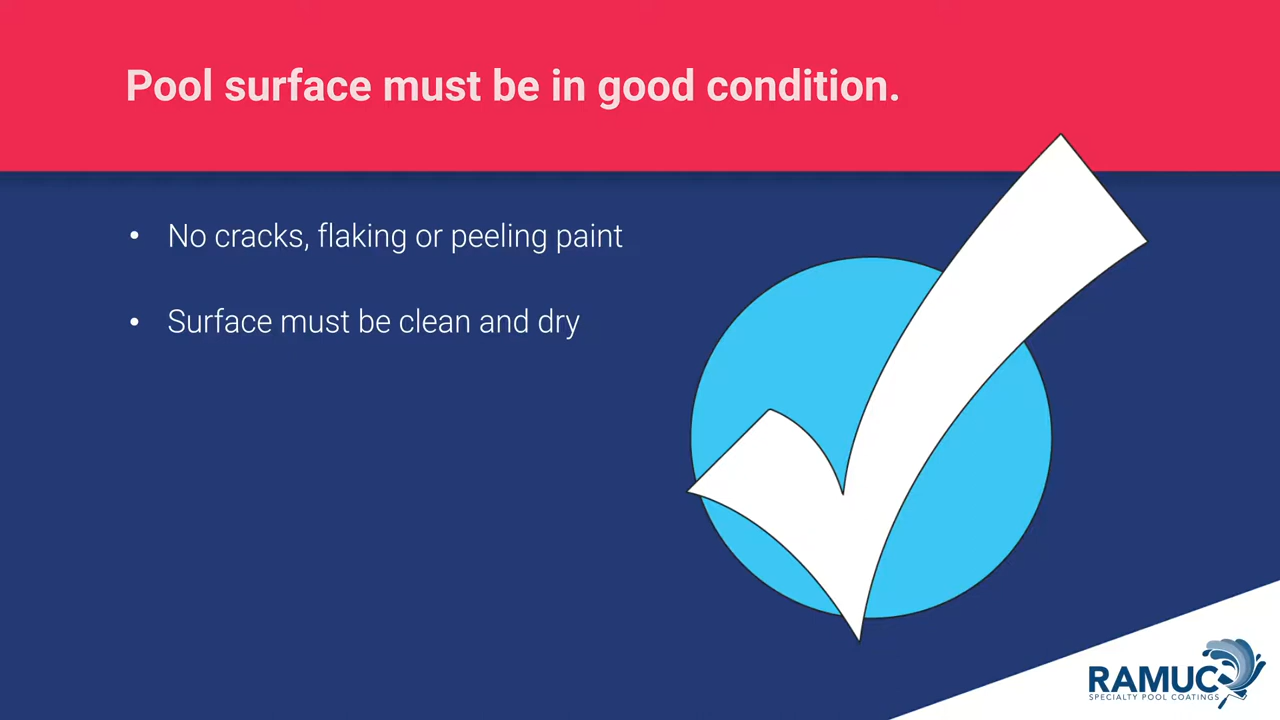 Pool surface must be in good condition.
• No cracks, flaking or peeling paint
• Surface must be clean and dry
RAMUC
SPECIALTY POOL COATINGS